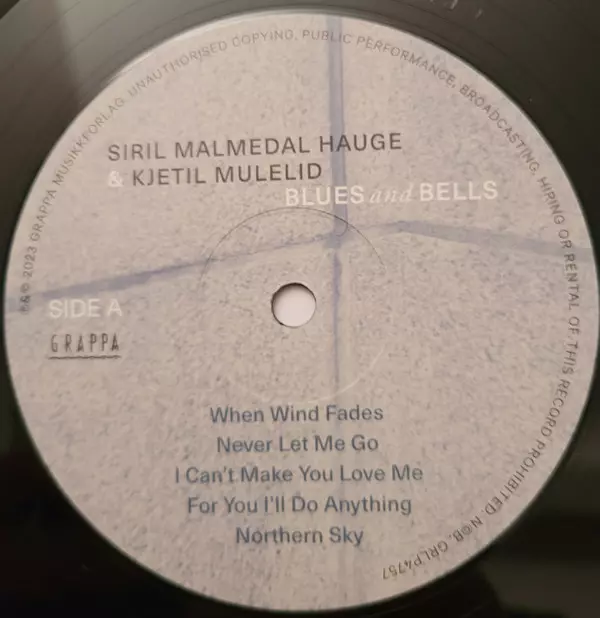 ℗& © 2023 GRAPPA MUSIKKFORLAG. UNAUTHORISED COPYING, PUBLIC PERFORMANCE, BROADCASTING, HIRING OR RENTAL OF THIS RECORD PROHIBITED. N©B, GRLP4757
SIRIL MALMEDAL HAUGE
& KJETIL MULELID
BLUES and BELLS
SIDE A
GRAPPA
When Wind Fades
Never Let Me Go
I Can't Make You Love Me
For You I'll Do Anything
Northern Sky